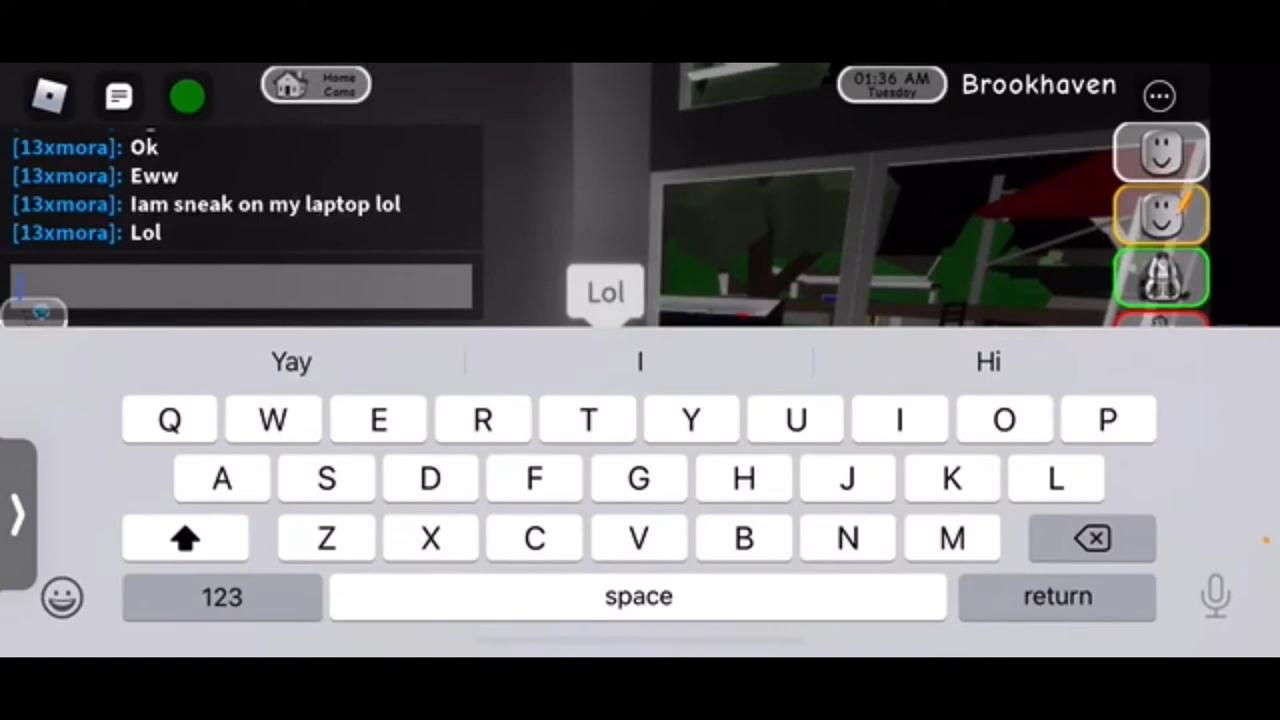 Home
Coms
01:36 AM
Tuesday
Brookhaven
[13xmora]: Ok
[13xmora]: Eww
[13xmora]: Iam sneak on my laptop lol
[13xmora]: Lol
Lol
Yay I Hi
Q W E R T Y U I O P
A S D F G H J K L
Z X C V B N M
123 space return